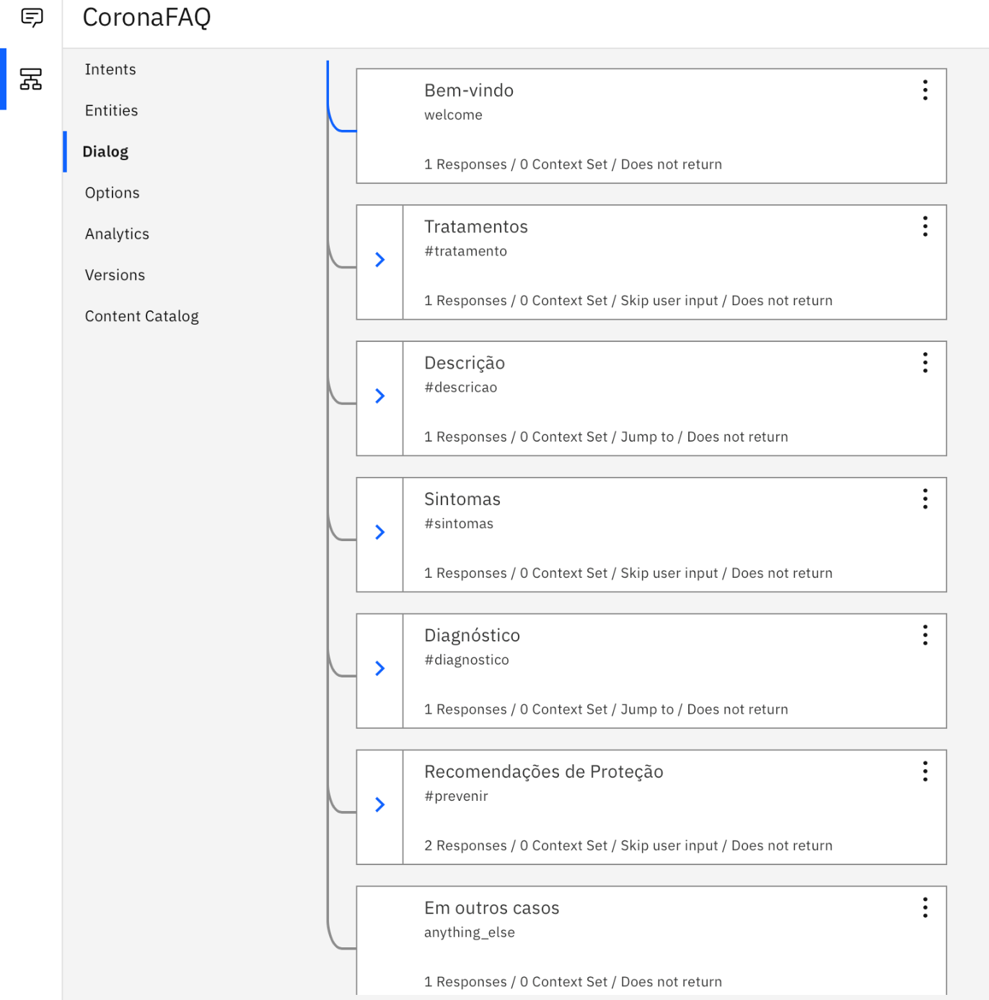 CoronaFAQ
Intents
Entities
Dialog
Options
Analytics
Versions
Content Catalog
Bem-vindo
welcome
1 Responses / 0 Context Set / Does not return
Tratamentos
#tratamento
1 Responses / 0 Context Set / Skip user input / Does not return
Descrição
#descricao
1 Responses / 0 Context Set / Jump to / Does not return
Sintomas
#sintomas
1 Responses / 0 Context Set / Skip user input / Does not return
Diagnóstico
#diagnostico
1 Responses / 0 Context Set / Jump to / Does not return
Recomendações de Proteção
#prevenir
2 Responses / 0 Context Set / Skip user input / Does not return
Em outros casos
anything_else
1 Responses / 0 Context Set / Does not return